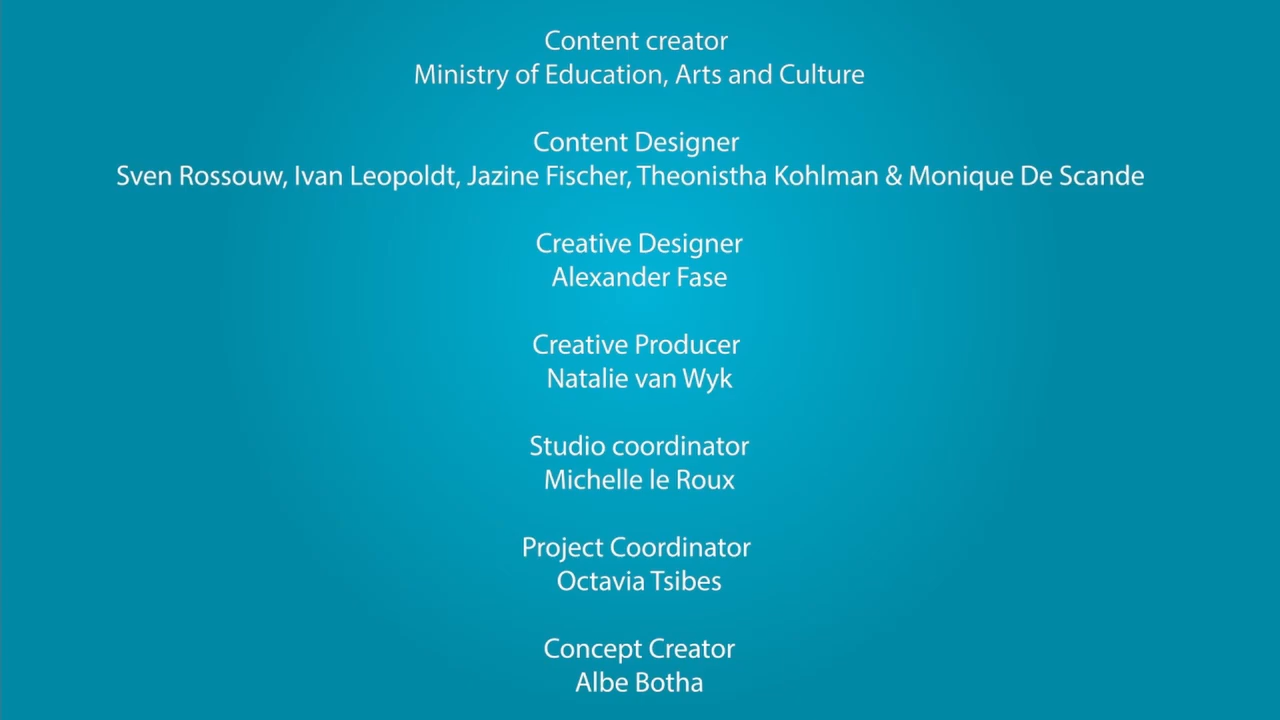 Content creator
Ministry of Education, Arts and Culture
Content Designer
Sven Rossouw, Ivan Leopoldt, Jazine Fischer, Theonistha Kohlman & Monique De Scande
Creative Designer
Alexander Fase
Creative Producer
Natalie van Wyk
Studio coordinator
Michelle le Roux
Project Coordinator
Octavia Tsibes
Concept Creator
Albe Botha